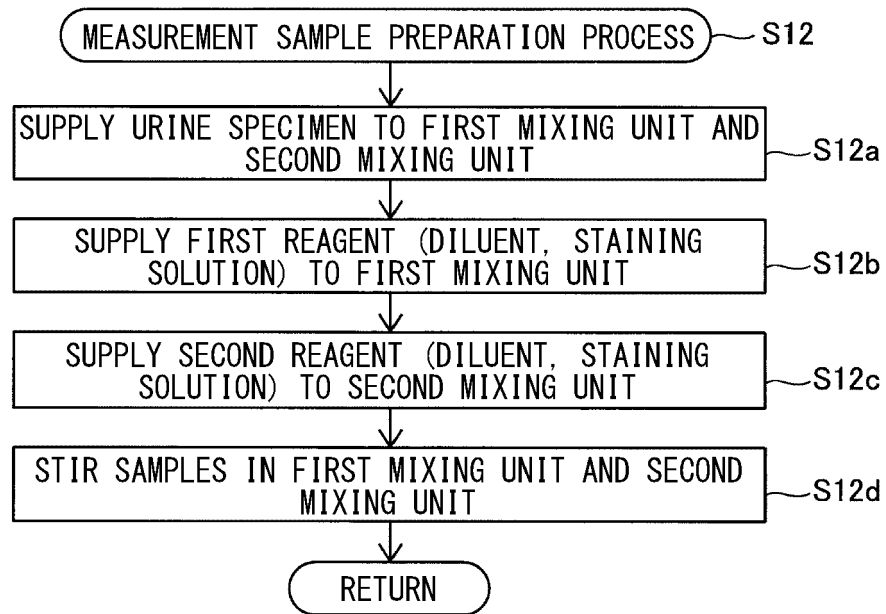 MEASUREMENT SAMPLE PREPARATION PROCESS S12
SUPPLY URINE SPECIMEN TO FIRST MIXING UNIT AND
SECOND MIXING UNIT
S12a
SUPPLY FIRST REAGENT (DILUENT, STAINING
SOLUTION) TO FIRST MIXING UNIT
S12b
SUPPLY SECOND REAGENT (DILUENT, STAINING
SOLUTION) TO SECOND MIXING UNIT
S12c
STIR SAMPLES IN FIRST MIXING UNIT AND SECOND
MIXING UNIT
S12d
RETURN